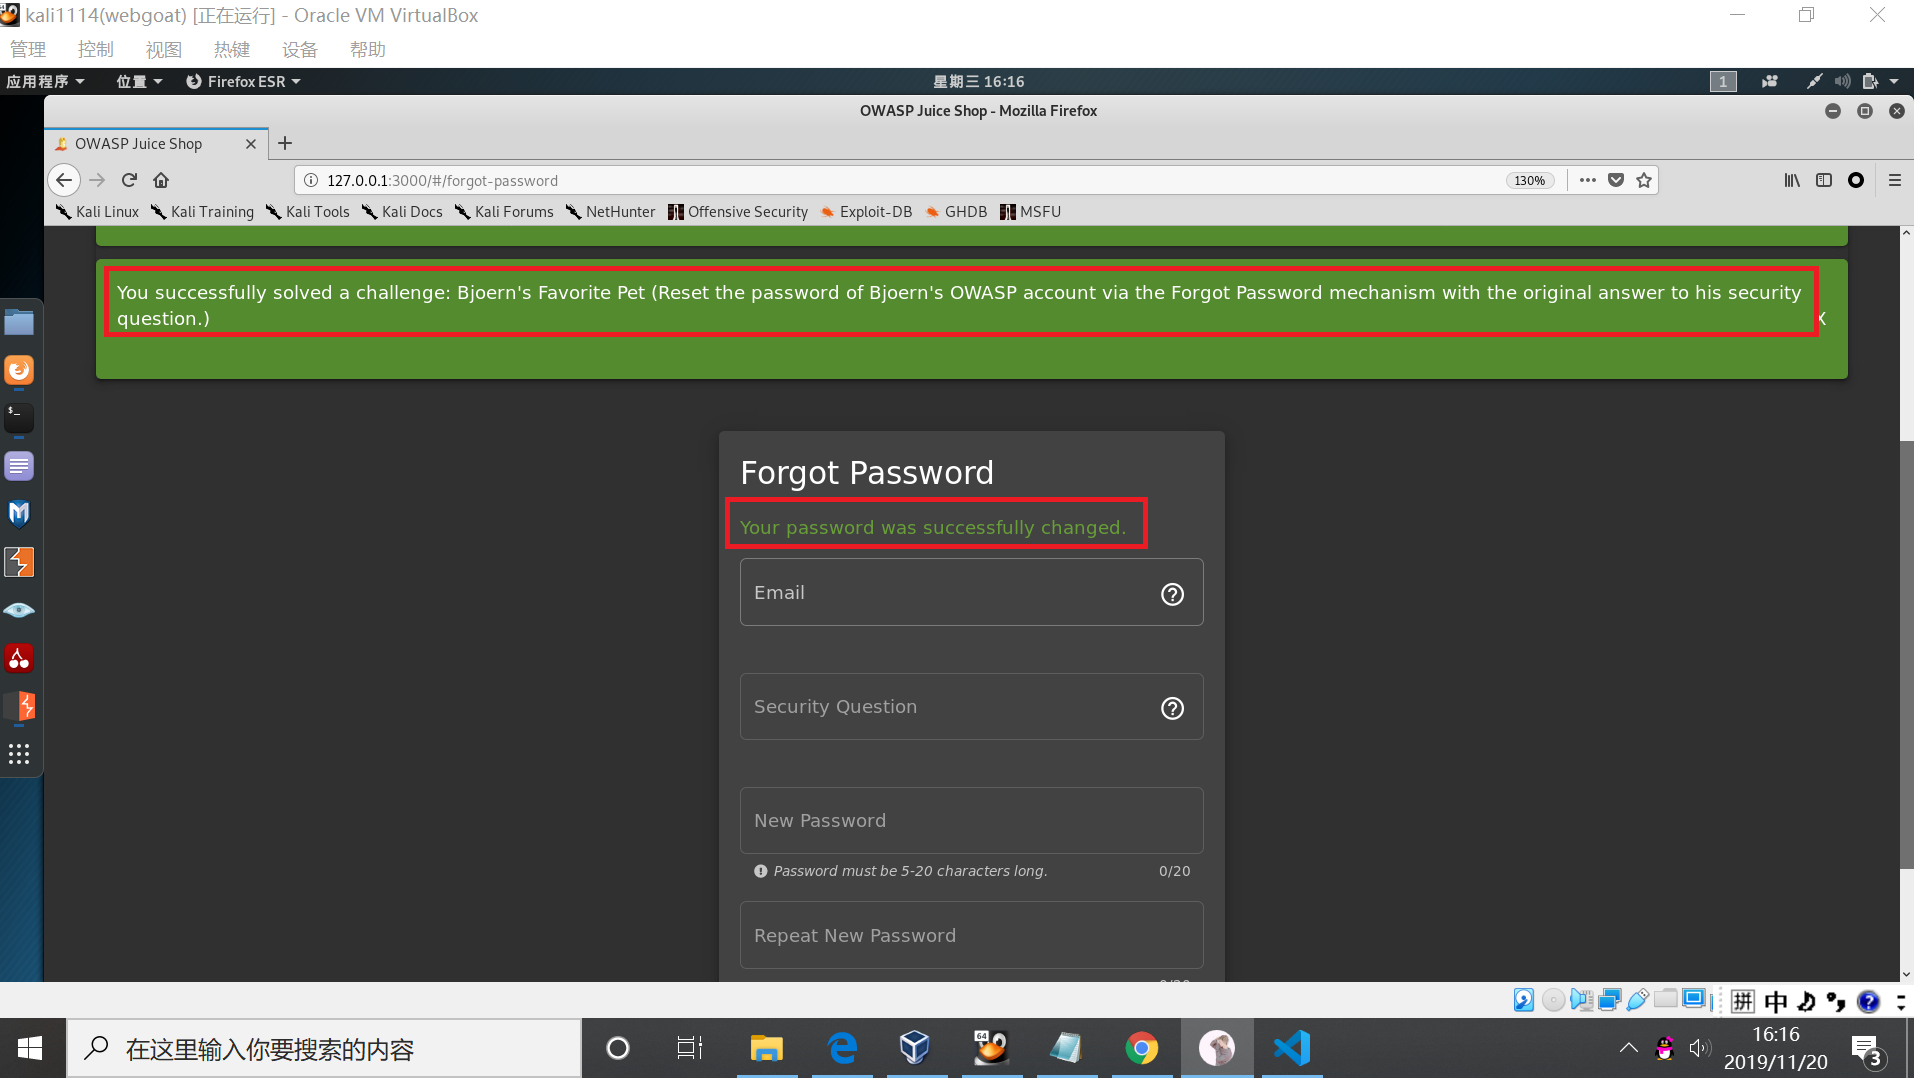 kali1114(webgoat) [正在运行] - Oracle VM VirtualBox
管理 控制 视图 热键 设备 帮助
应用程序 位置 Firefox ESR 星期三 16:16 1
OWASP Juice Shop - Mozilla Firefox
OWASP Juice Shop
127.0.0.1:3000/#/forgot-password 130%
Kali Linux Kali Training Kali Tools Kali Docs Kali Forums NetHunter Offensive Security Exploit-DB GHDB MSFU
You successfully solved a challenge: Bjoern's Favorite Pet (Reset the password of Bjoern's OWASP account via the Forgot Password mechanism with the original answer to his security
question.) X
Forgot Password
Your password was successfully changed.
Email
Security Question
New Password
Password must be 5-20 characters long. 0/20
Repeat New Password
拼 中
在这里输入你要搜索的内容
64
16:16
2019/11/20
3